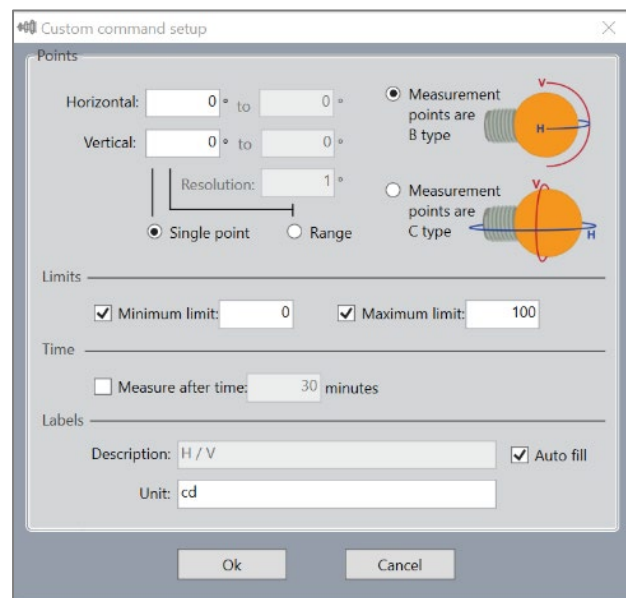 Custom command setup
Points
Horizontal: 0 ° to 0 °
Vertical: 0 ° to 0 °
Resolution: 1 °
Single point Range
Measurement
points are
B type
V
H
Measurement
points are
C type
V
H
Limits
Minimum limit: 0 Maximum limit: 100
Time
Measure after time: 30 minutes
Labels
Description: H / V Auto fill
Unit: cd
Ok Cancel